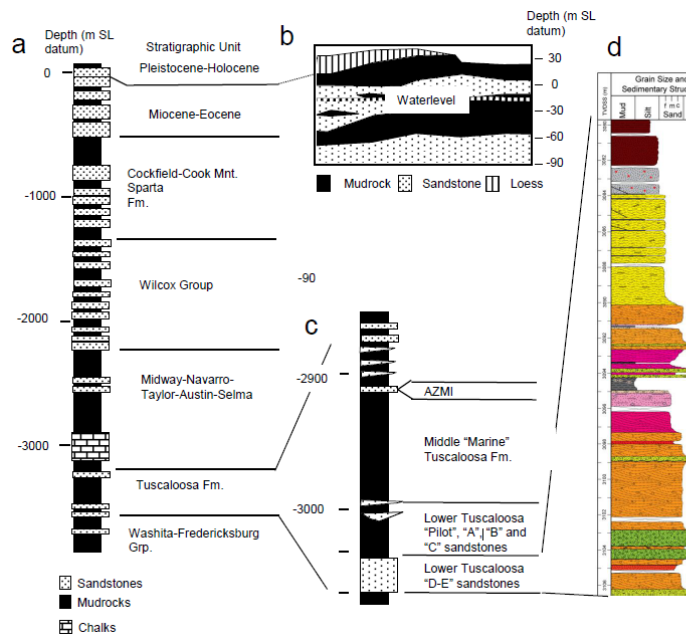 a
Depth (m SL
datum)
Stratigraphic Unit
Pleistocene-Holocene
0
Miocene-Eocene
Cockfield-Cook Mnt.
Sparta
Fm.
-1000
Wilcox Group
-2000
Midway-Navarro-
Taylor-Austin-Selma
-3000
Tuscaloosa Fm.
Washita-Fredericksburg
Grp.
Sandstones
Mudrocks
Chalks
b
Depth (m SL
datum)
30
0
-30
-60
-90
Waterlevel
Mudrock
Sandstone
Loess
-90
c
-2900
AZMI
Middle “Marine”
Tuscaloosa Fm.
-3000
Lower Tuscaloosa
“Pilot”, “A”,| “B” and
“C” sandstones
Lower Tuscaloosa
“D-E” sandstones
d
Grain Size and
Sedimentary Struc
TVDSS (m)
Mud
Silt
f m c
Sand